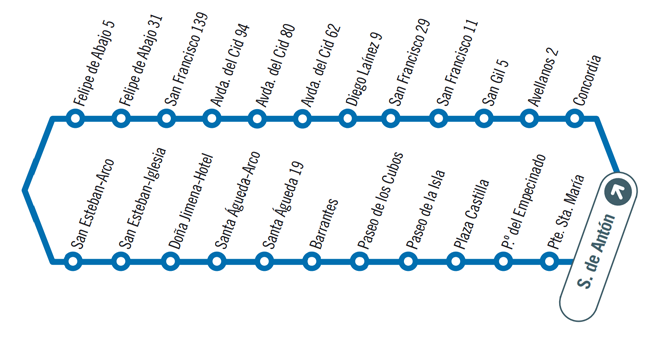 Felipe de Abajo 5
Felipe de Abajo 31
San Francisco 139
Avda. del Cid 94
Avda. del Cid 80
Avda. del Cid 62
Diego Láinez 9
San Francisco 29
San Francisco 11
San Gil 5
Avellanos 2
Concordia
San Esteban-Arco
San Esteban-Iglesia
Doña Jimena-Hotel
Santa Águeda-Arco
Santa Águeda 19
Barrantes
Paseo de los Cubos
Paseo de la Isla
Plaza Castilla
P.º del Empecinado
Pte. Sta. María
S. de Antón